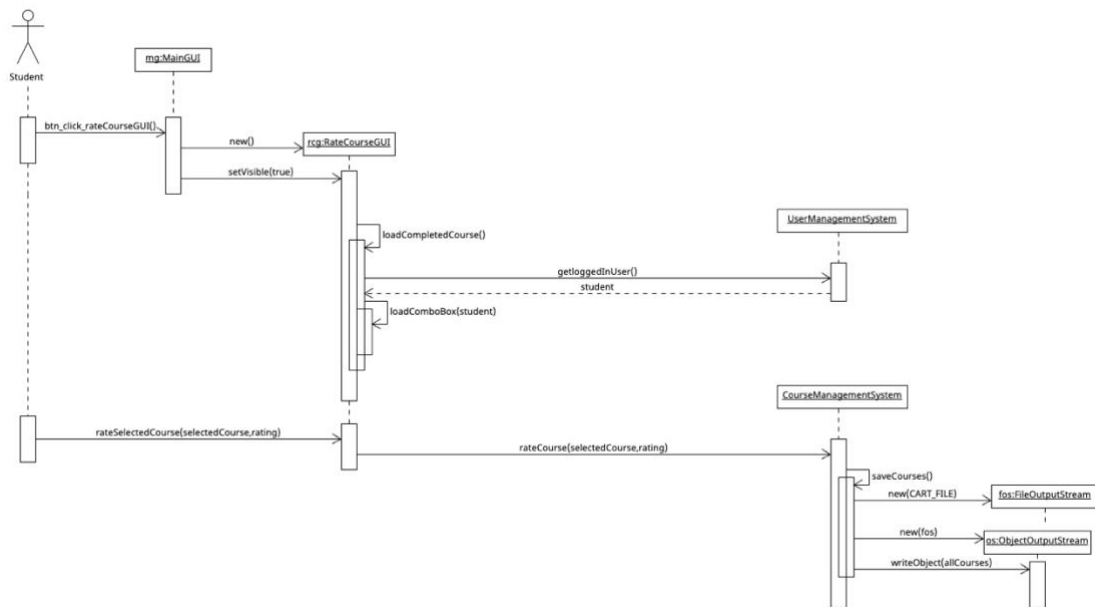 Student
mg:MainGUI
btn_click_rateCourseGUI()
new()
rcg:RateCourseGUI
setVisible(true)
UserManagementSystem
loadCompletedCourse()
getloggedInUser()
student
loadComboBox(student)
CourseManagementSystem
rateSelectedCourse(selectedCourse,rating)
rateCourse(selectedCourse,rating)
saveCourses()
new(CART_FILE)
fos:FileOutputStream
new(fos)
os:ObjectOutputStream
writeObject(allCourses)